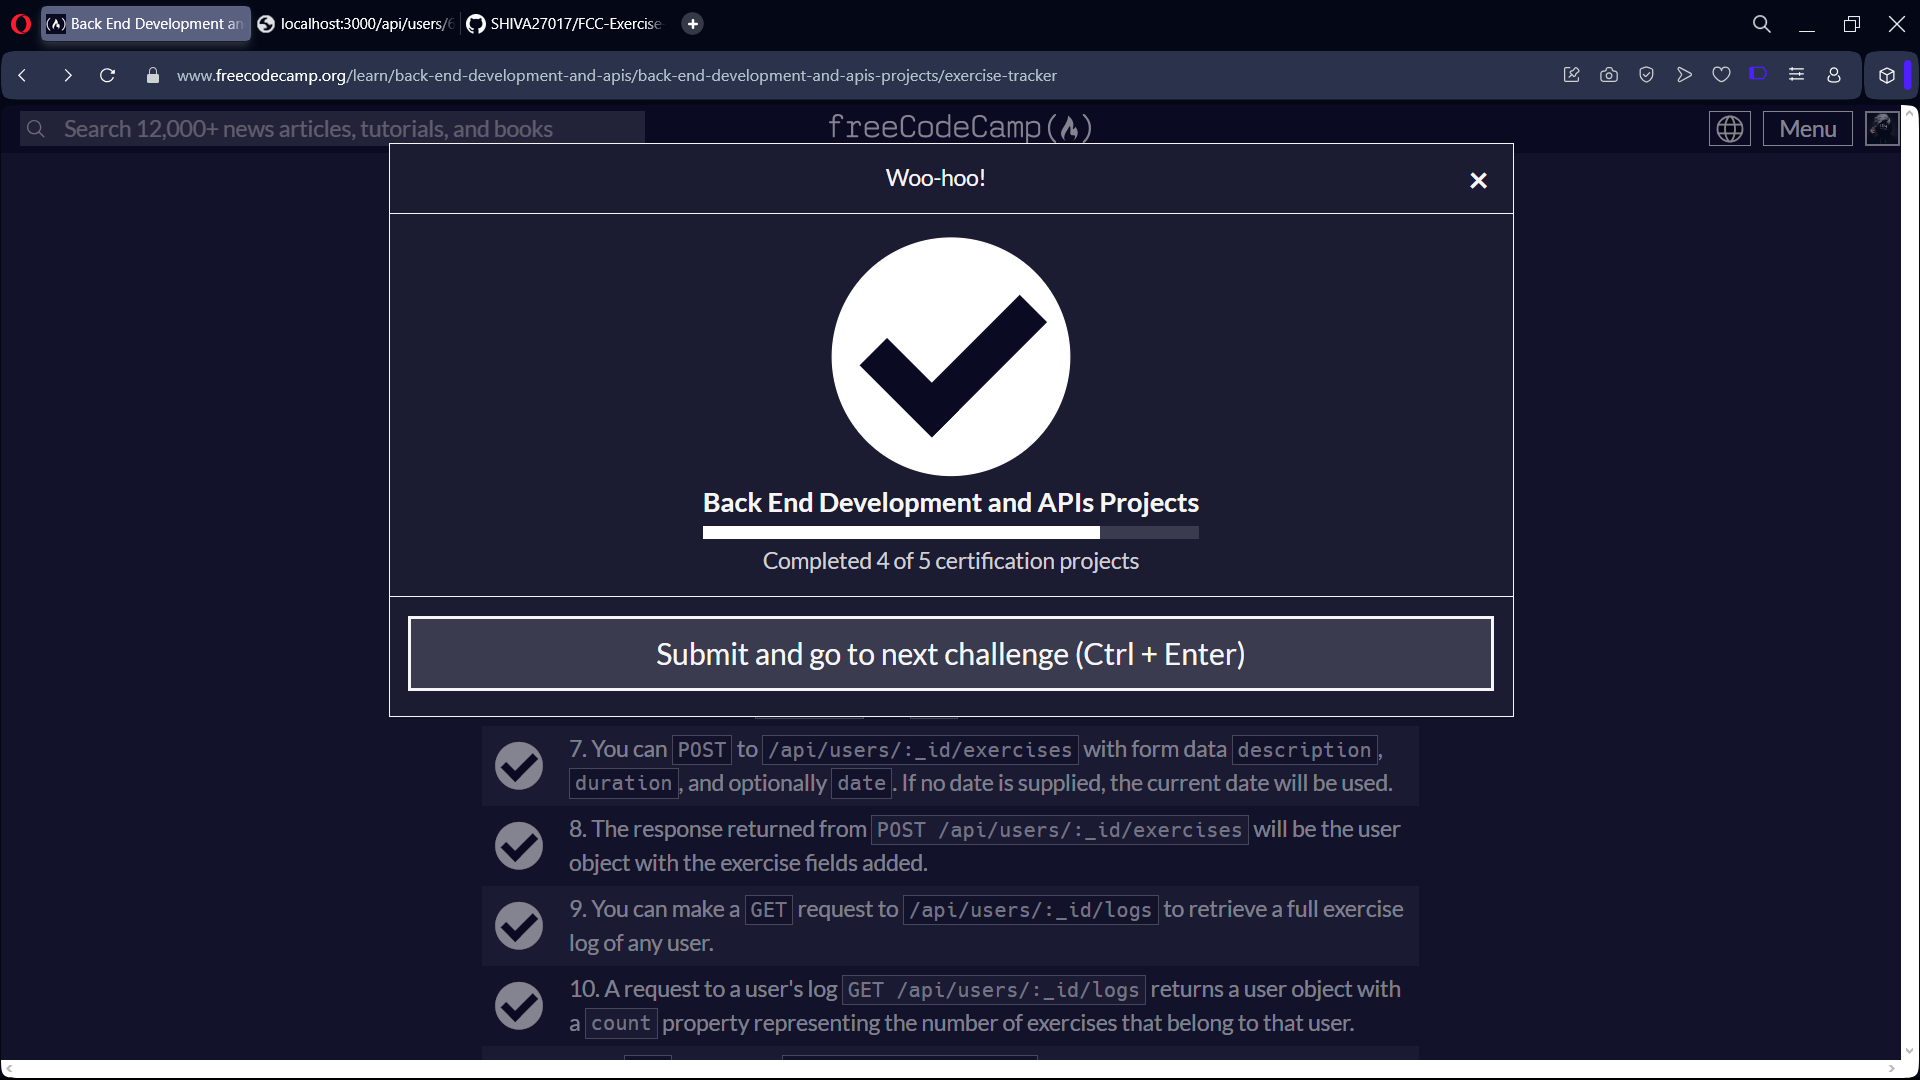 Back End Development an
localhost:3000/api/users/6
SHIVA27017/FCC-Exercise-
www.freecodecamp.org/learn/back-end-development-and-apis/back-end-development-and-apis-projects/exercise-tracker
Search 12,000+ news articles, tutorials, and books
freeCodeCamp
Menu
Woo-hoo!
Back End Development and APIs Projects
Completed 4 of 5 certification projects
Submit and go to next challenge (Ctrl + Enter)
7. You can POST to /api/users/:_id/exercises with form data description,
duration, and optionally date. If no date is supplied, the current date will be used.
8. The response returned from POST /api/users/:_id/exercises will be the user
object with the exercise fields added.
9. You can make a GET request to /api/users/:_id/logs to retrieve a full exercise
log of any user.
10. A request to a user's log GET /api/users/:_id/logs returns a user object with
a count property representing the number of exercises that belong to that user.